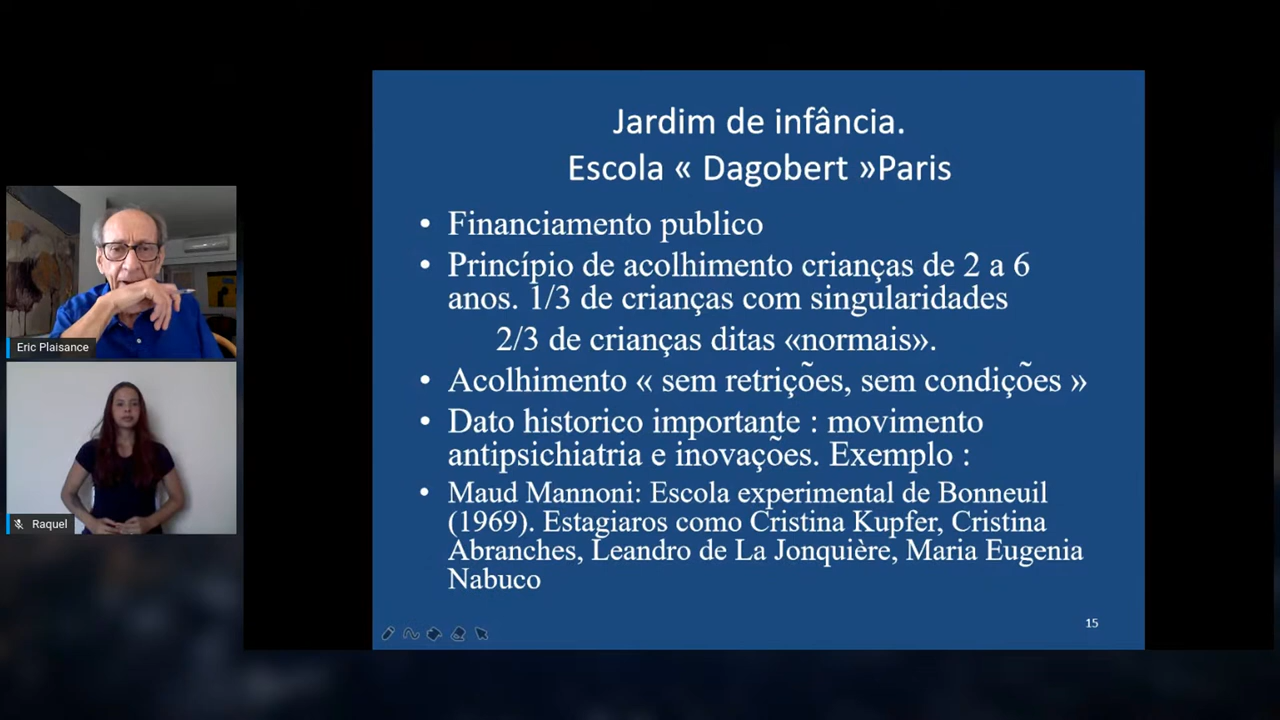 Jardim de infância.
Escola « Dagobert »Paris
• Financiamento publico
• Princípio de acolhimento crianças de 2 a 6
anos. 1/3 de crianças com singularidades
2/3 de crianças ditas «normais».
• Acolhimento « sem retrições, sem condições »
• Dato historico importante : movimento
antipsichiatria e inovações. Exemplo :
• Maud Mannoni: Escola experimental de Bonneuil
(1969). Estagiaros como Cristina Kupfer, Cristina
Abranches, Leandro de La Jonquière, Maria Eugenia
Nabuco
15
Eric Plaisance
Raquel